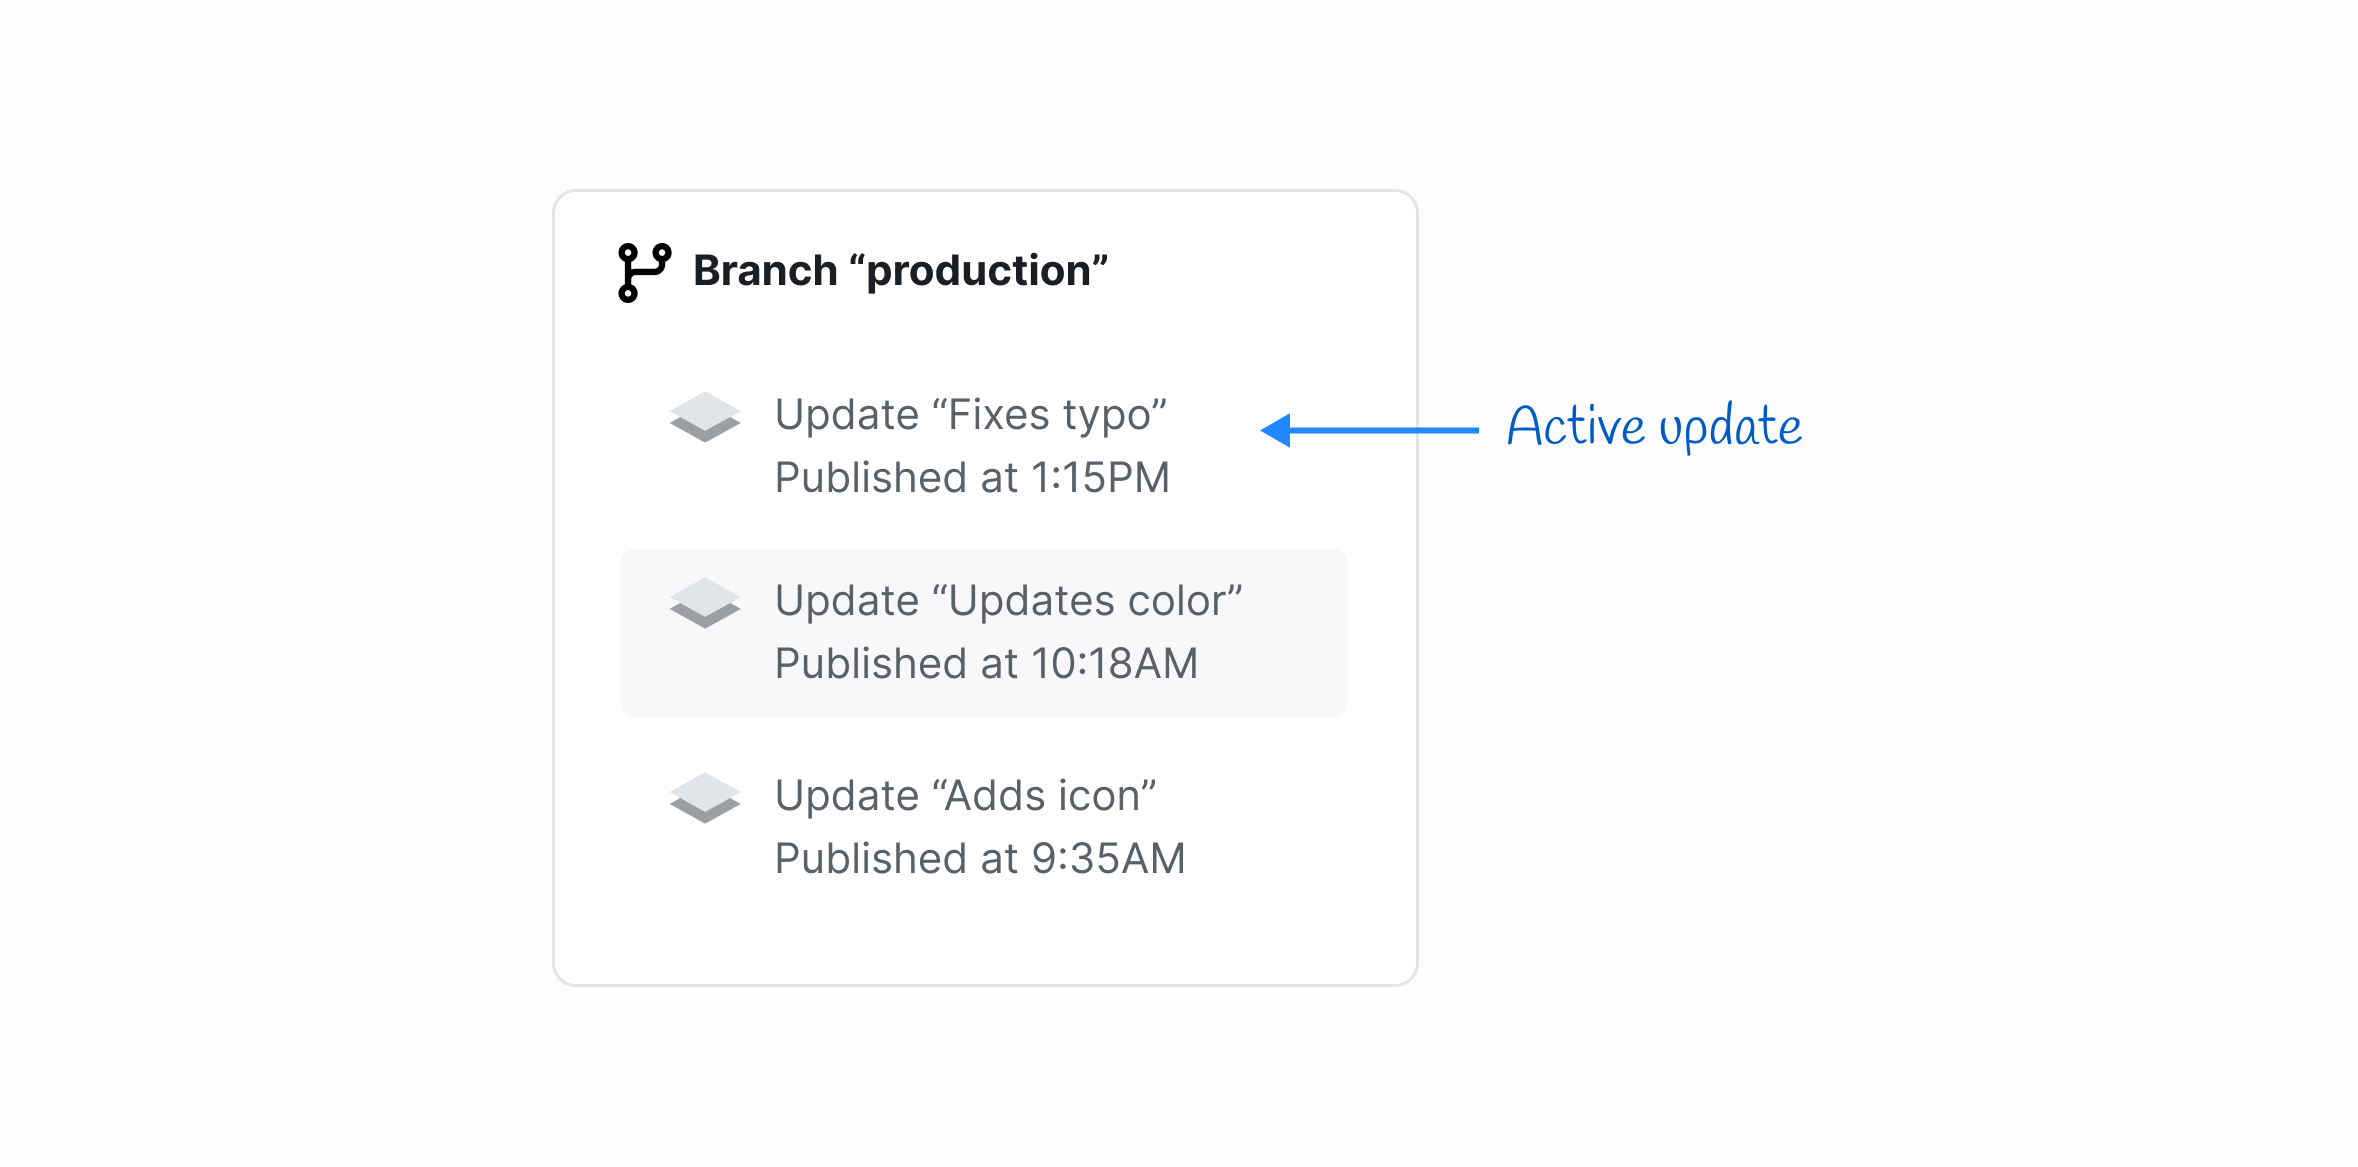 Branch “production”
Update “Fixes typo”
Published at 1:15PM
Active update
Update “Updates color”
Published at 10:18AM
Update “Adds icon”
Published at 9:35AM